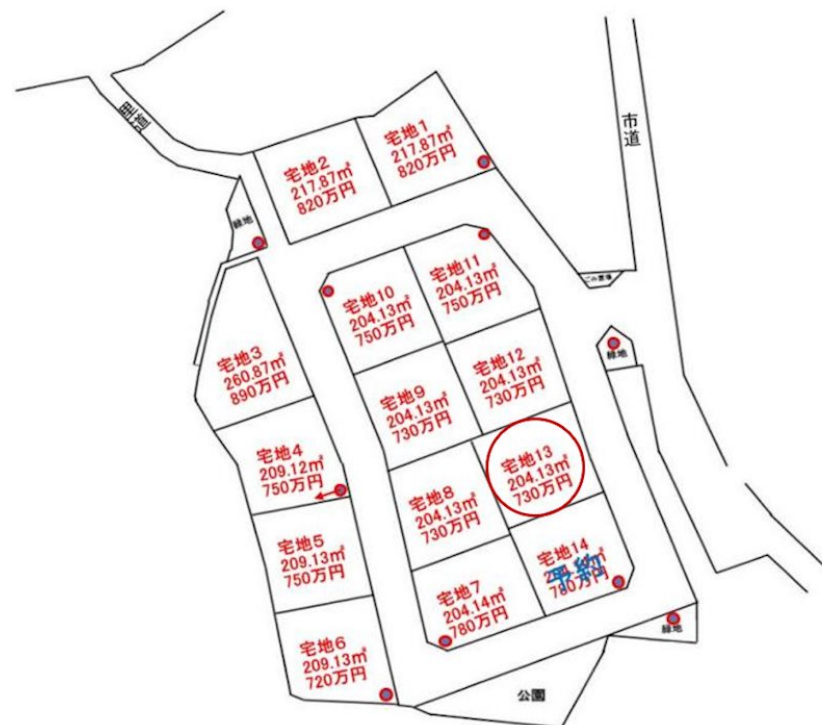 里道
市道
宅地1
217.87㎡
820万円
宅地2
217.87㎡
820万円
緑地
宅地11
204.13㎡
750万円
宅地10
204.13㎡
750万円
ごみ置場
宅地3
260.87㎡
890万円
宅地12
204.13㎡
730万円
緑地
宅地9
204.13㎡
730万円
宅地4
209.12㎡
750万円
宅地13
204.13㎡
730万円
宅地8
204.13㎡
730万円
宅地5
209.13㎡
750万円
宅地14
予約
780万円
宅地7
204.14㎡
780万円
緑地
宅地6
209.13㎡
720万円
公園